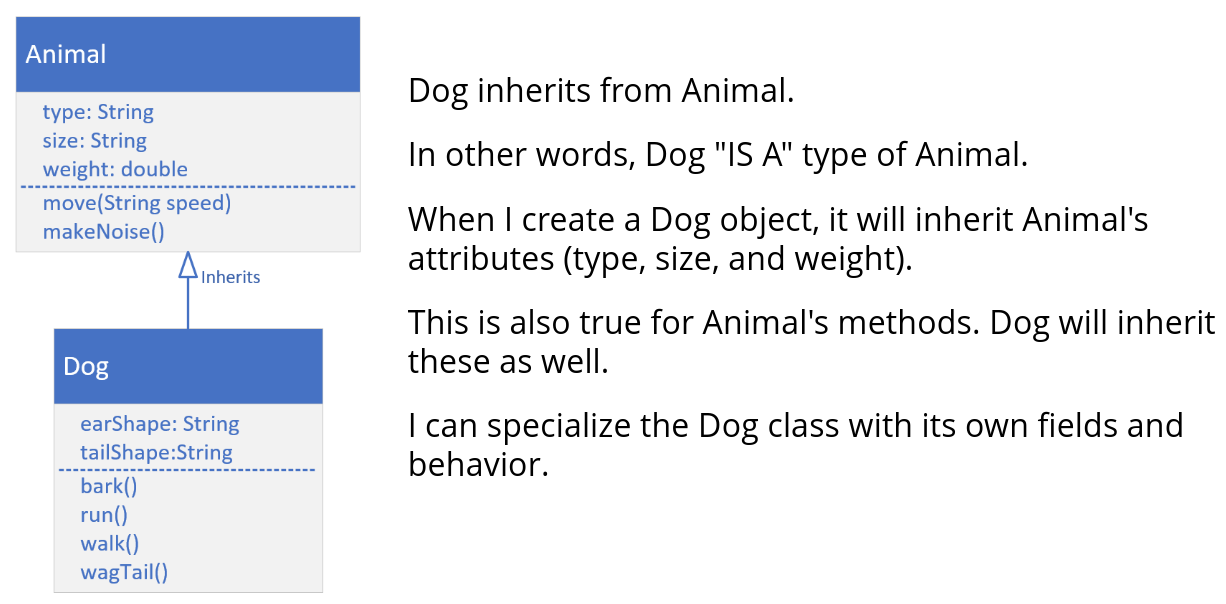 Animal
type: String
size: String
weight: double
move(String speed)
makeNoise()
Inherits
Dog
earShape: String
tailShape:String
bark()
run()
walk()
wagTail()
Dog inherits from Animal.
In other words, Dog "IS A" type of Animal.
When I create a Dog object, it will inherit Animal's
attributes (type, size, and weight).
This is also true for Animal's methods. Dog will inherit
these as well.
I can specialize the Dog class with its own fields and
behavior.